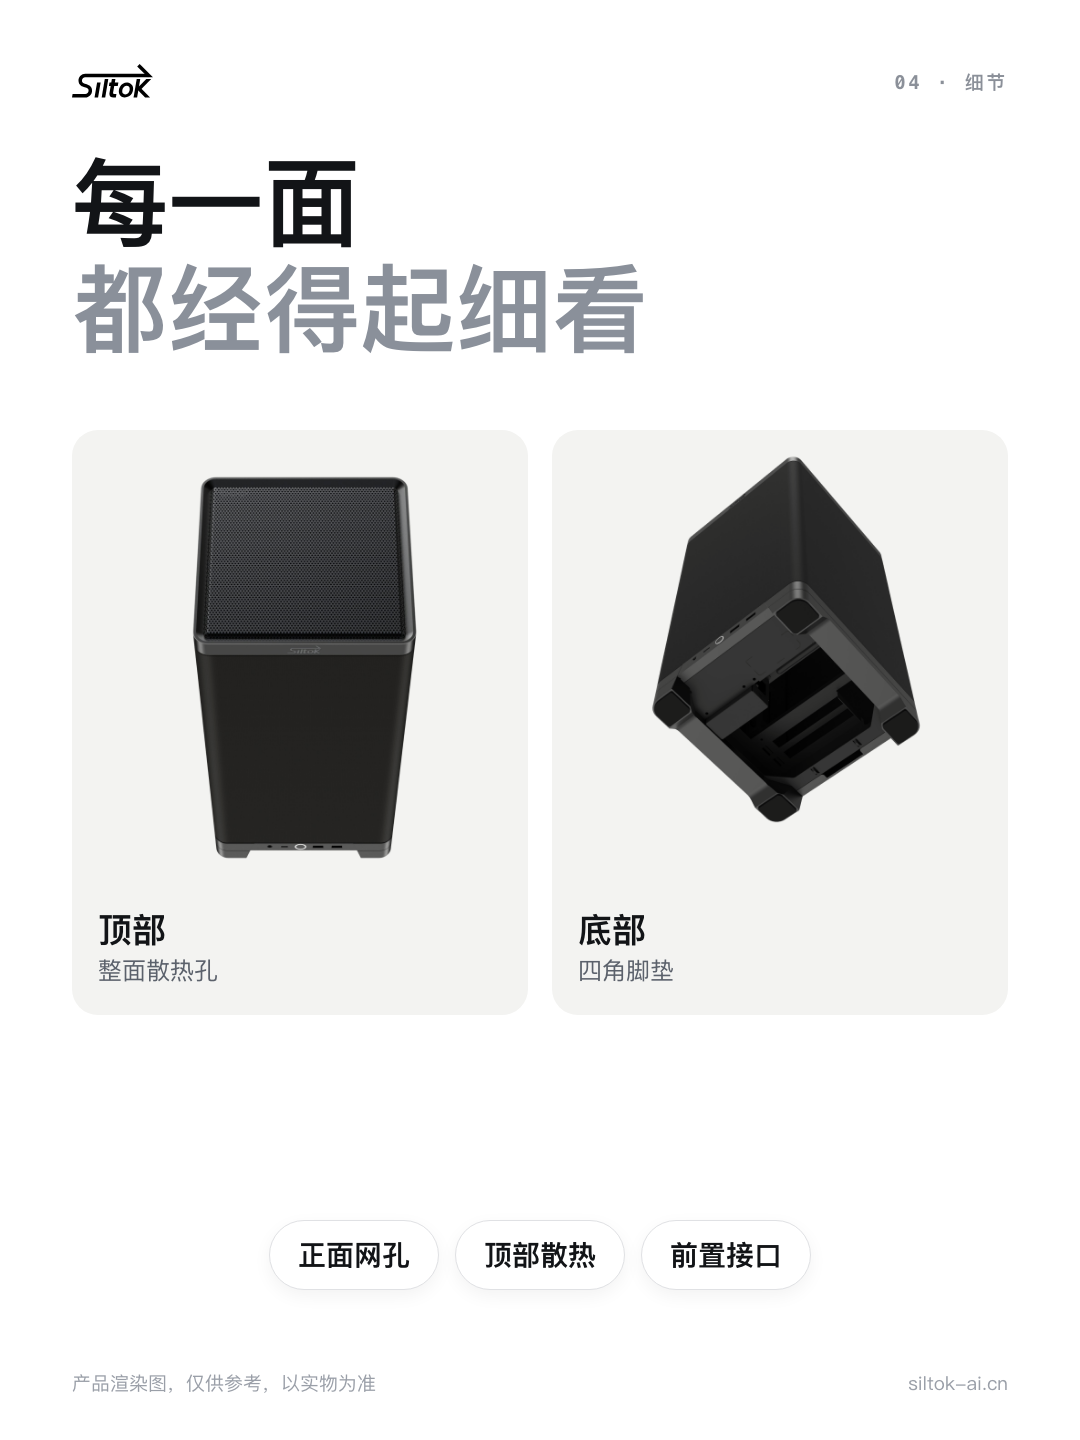 Siltok
04 · 细节
每一面
都经得起细看
Siltok
顶部
整面散热孔
底部
四角脚垫
正面网孔
顶部散热
前置接口
产品渲染图，仅供参考，以实物为准
siltok-ai.cn